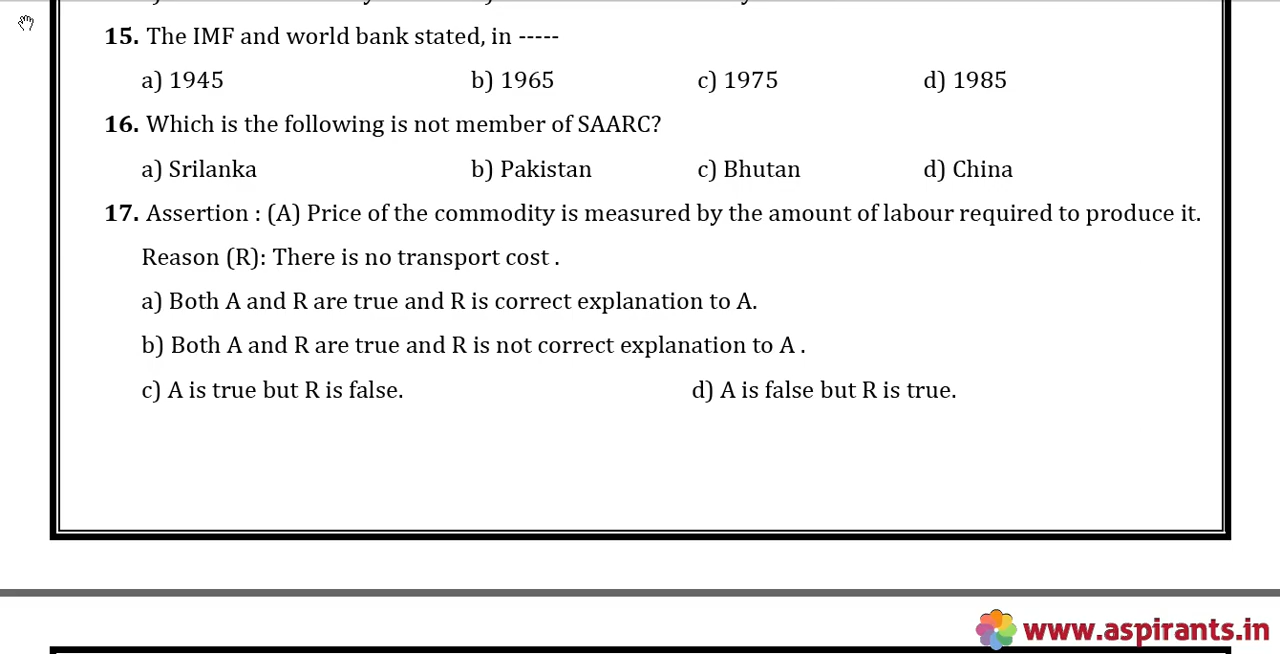 15. The IMF and world bank stated, in -----
a) 1945 b) 1965 c) 1975 d) 1985
16. Which is the following is not member of SAARC?
a) Srilanka b) Pakistan c) Bhutan d) China
17. Assertion : (A) Price of the commodity is measured by the amount of labour required to produce it.
Reason (R): There is no transport cost .
a) Both A and R are true and R is correct explanation to A.
b) Both A and R are true and R is not correct explanation to A .
c) A is true but R is false. d) A is false but R is true.
www.aspirants.in